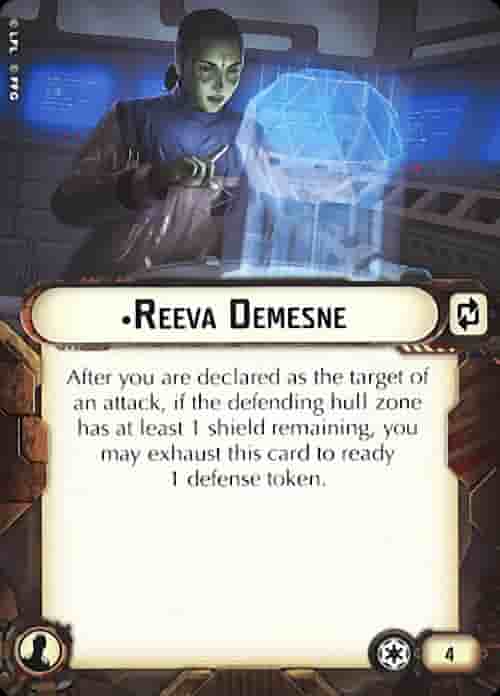 © LFL © FFG
•Reeva Demesne
After you are declared as the target of
an attack, if the defending hull zone
has at least 1 shield remaining, you
may exhaust this card to ready
1 defense token.
4